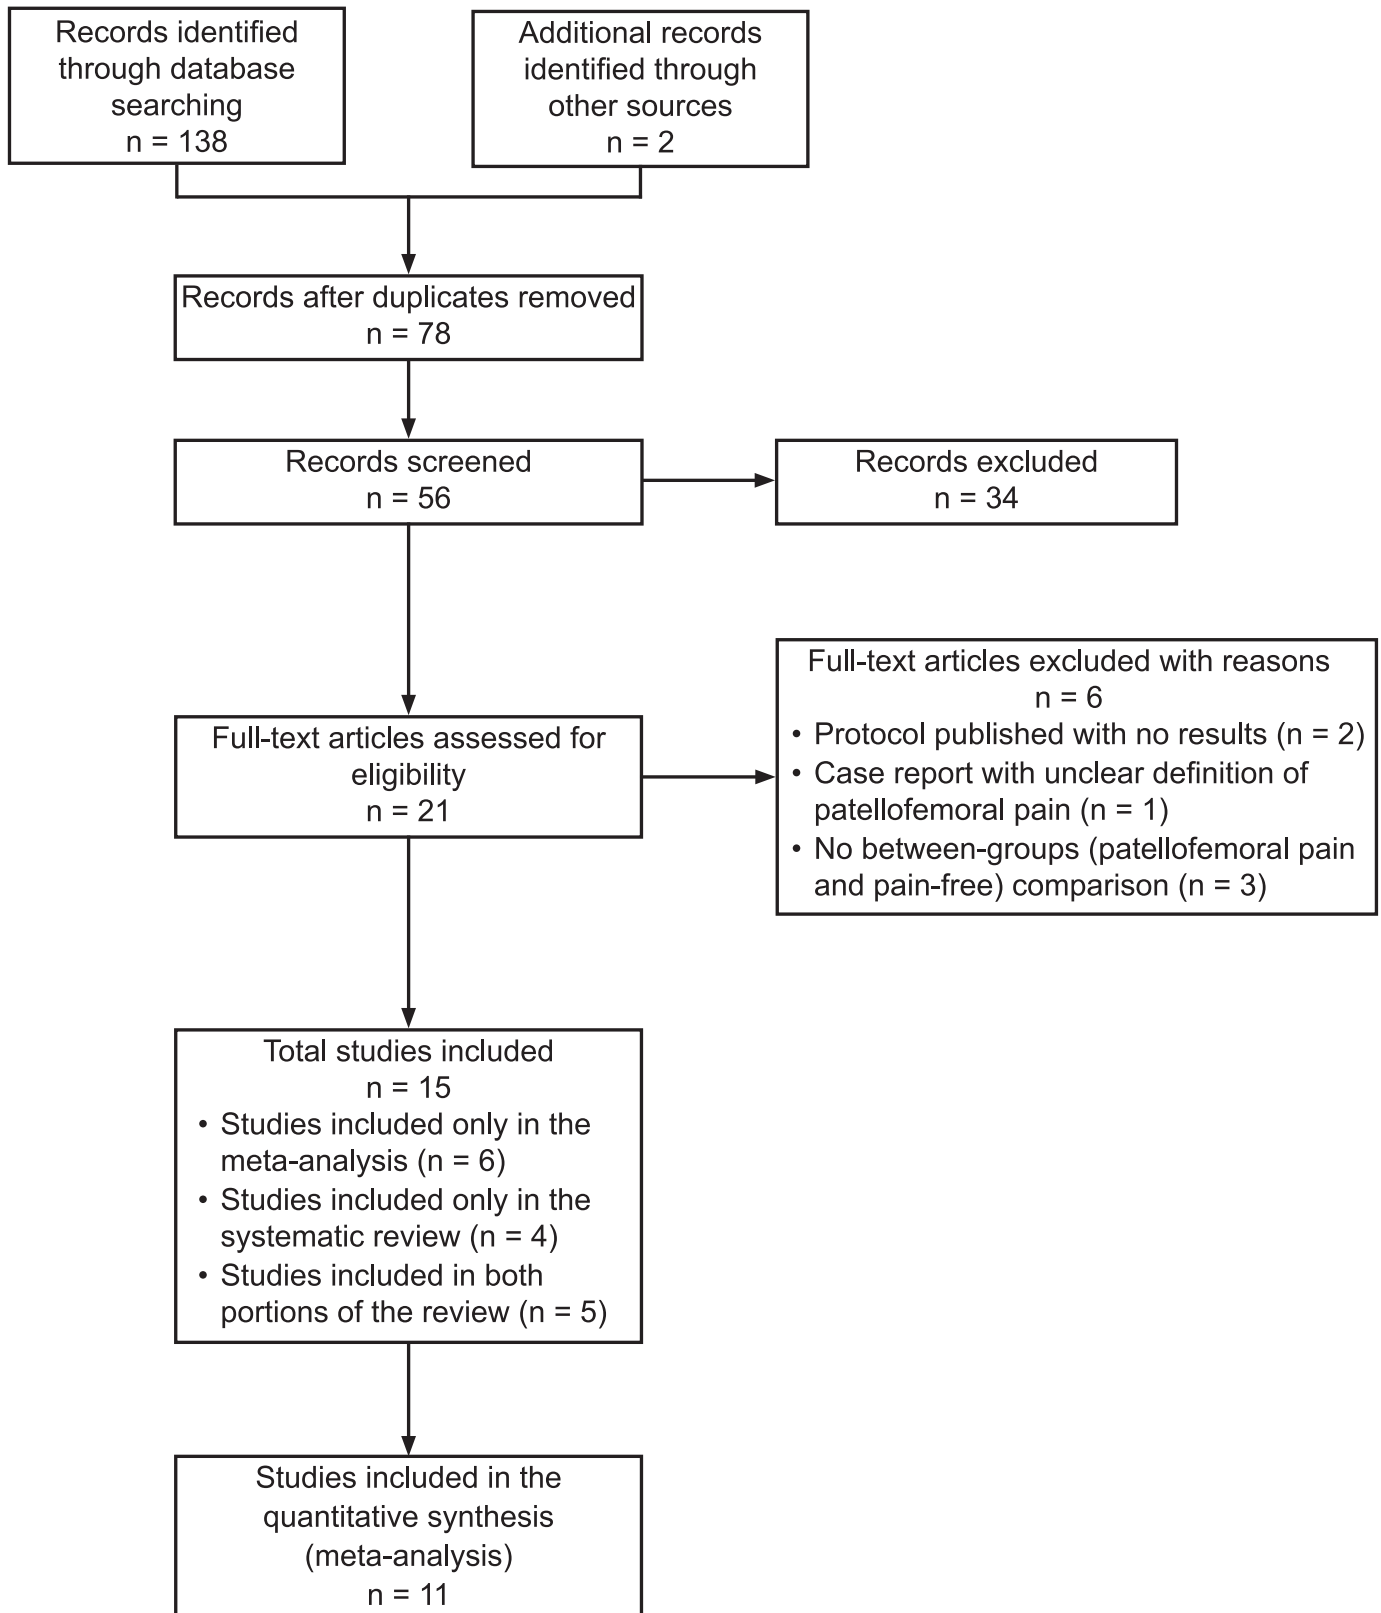 Records identified
through database
searching
n = 138
Additional records
identified through
other sources
n = 2
Records after duplicates removed
n = 78
Records screened
n = 56
Records excluded
n = 34
Full-text articles assessed for
eligibility
n = 21
Full-text articles excluded with reasons
n = 6
• Protocol published with no results (n = 2)
• Case report with unclear definition of
patellofemoral pain (n = 1)
• No between-groups (patellofemoral pain
and pain-free) comparison (n = 3)
Total studies included
n = 15
• Studies included only in the
meta-analysis (n = 6)
• Studies included only in the
systematic review (n = 4)
• Studies included in both
portions of the review (n = 5)
Studies included in the
quantitative synthesis
(meta-analysis)
n = 11